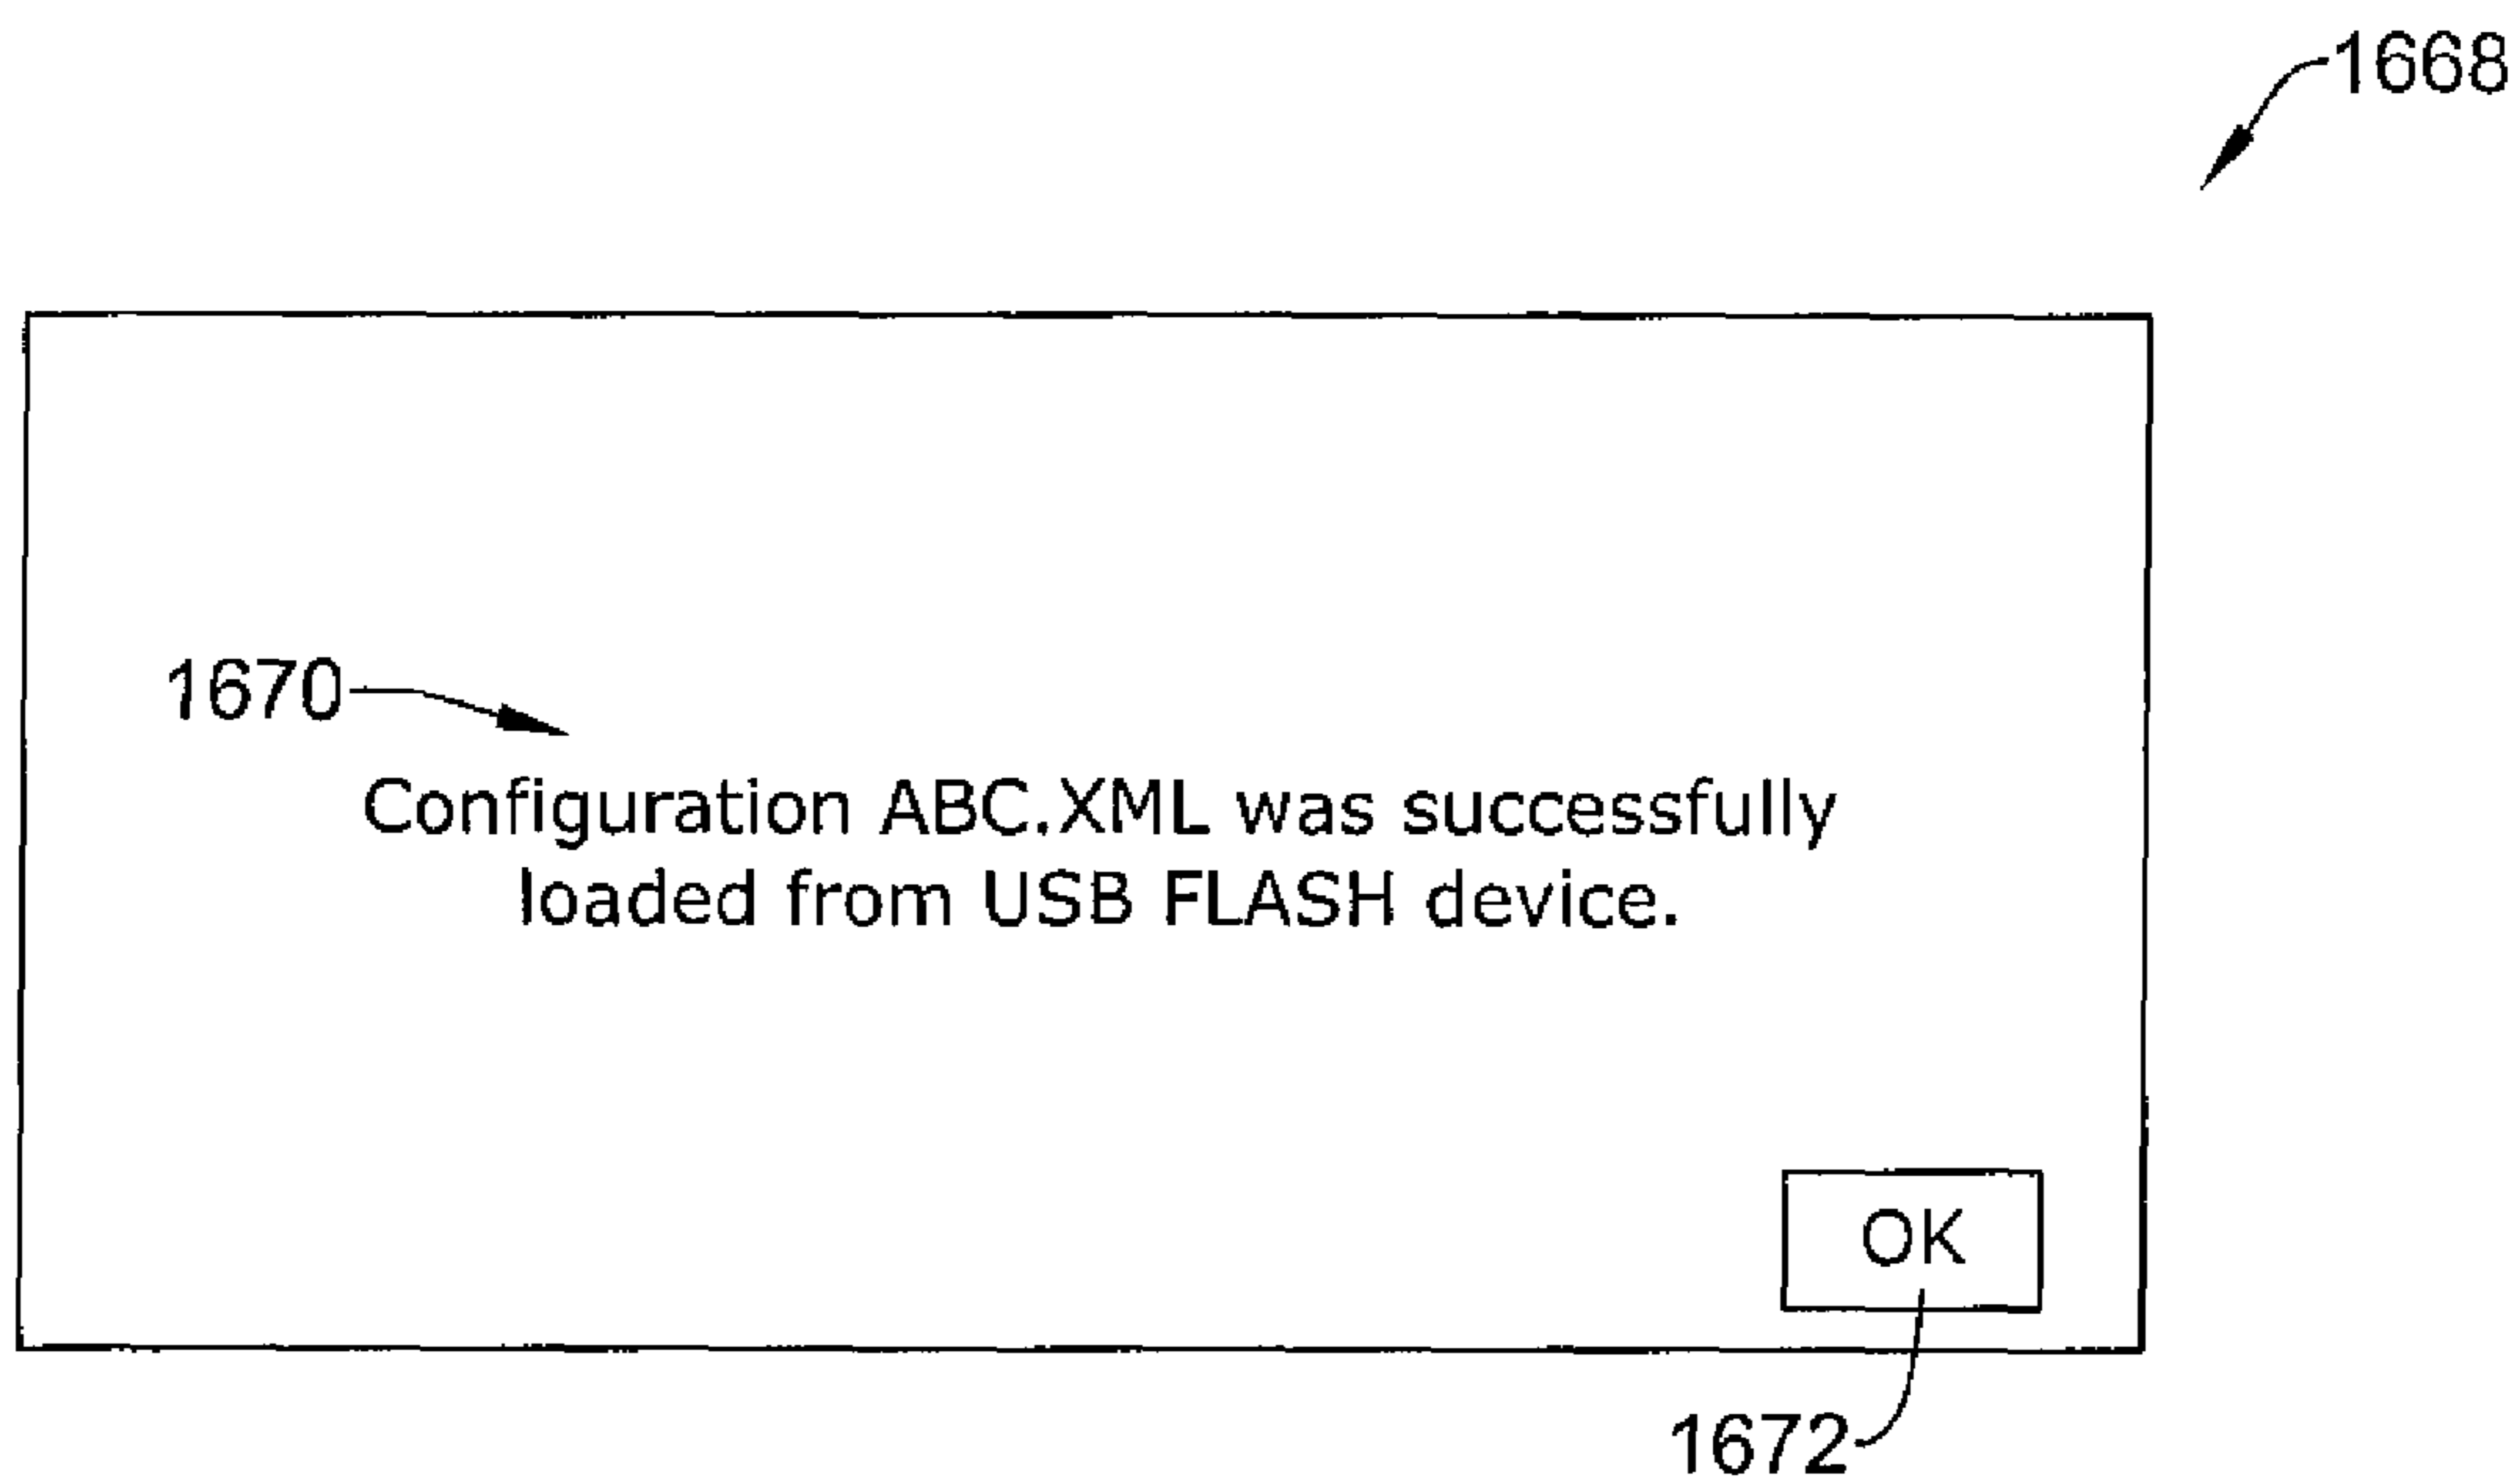 1668
1670
Configuration ABC.XML was successfully
loaded from USB FLASH device.
OK
1672